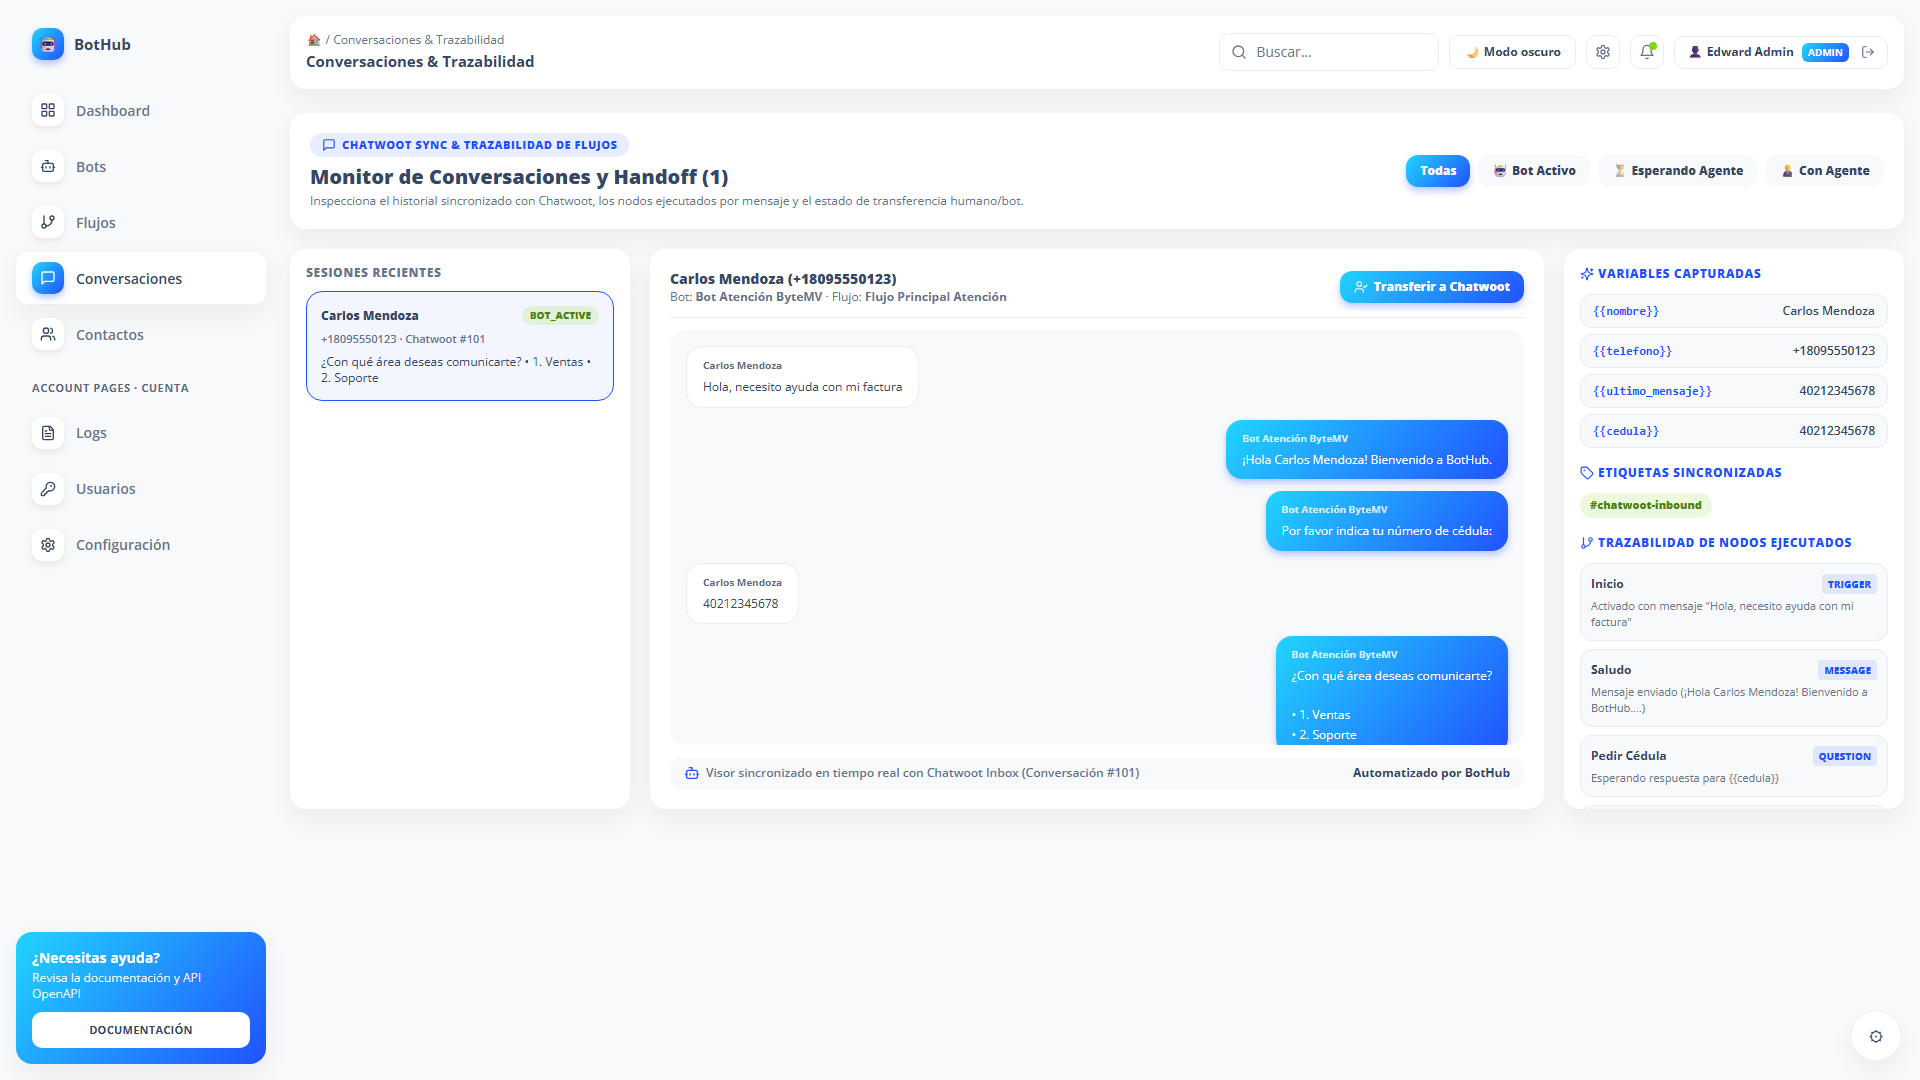 BotHub
Dashboard
Bots
Flujos
Conversaciones
Contactos
ACCOUNT PAGES · CUENTA
Logs
Usuarios
Configuración
¿Necesitas ayuda?
Revisa la documentación y API
OpenAPI
DOCUMENTACIÓN
/ Conversaciones & Trazabilidad
Conversaciones & Trazabilidad
Buscar...
Modo oscuro
Edward Admin
ADMIN
CHATWOOT SYNC & TRAZABILIDAD DE FLUJOS
Monitor de Conversaciones y Handoff (1)
Inspecciona el historial sincronizado con Chatwoot, los nodos ejecutados por mensaje y el estado de transferencia humano/bot.
Todas
Bot Activo
Esperando Agente
Con Agente
SESIONES RECIENTES
Carlos Mendoza
BOT_ACTIVE
+18095550123 · Chatwoot #101
¿Con qué área deseas comunicarte? • 1. Ventas •
2. Soporte
Carlos Mendoza (+18095550123)
Bot: Bot Atención ByteMV · Flujo: Flujo Principal Atención
Transferir a Chatwoot
Carlos Mendoza
Hola, necesito ayuda con mi factura
Bot Atención ByteMV
¡Hola Carlos Mendoza! Bienvenido a BotHub.
Bot Atención ByteMV
Por favor indica tu número de cédula:
Carlos Mendoza
40212345678
Bot Atención ByteMV
¿Con qué área deseas comunicarte?
• 1. Ventas
• 2. Soporte
Visor sincronizado en tiempo real con Chatwoot Inbox (Conversación #101)
Automatizado por BotHub
VARIABLES CAPTURADAS
{{nombre}}
Carlos Mendoza
{{telefono}}
+18095550123
{{ultimo_mensaje}}
40212345678
{{cedula}}
40212345678
ETIQUETAS SINCRONIZADAS
#chatwoot-inbound
TRAZABILIDAD DE NODOS EJECUTADOS
Inicio
TRIGGER
Activado con mensaje "Hola, necesito ayuda con mi
factura"
Saludo
MESSAGE
Mensaje enviado (¡Hola Carlos Mendoza! Bienvenido a
BotHub....)
Pedir Cédula
QUESTION
Esperando respuesta para {{cedula}}